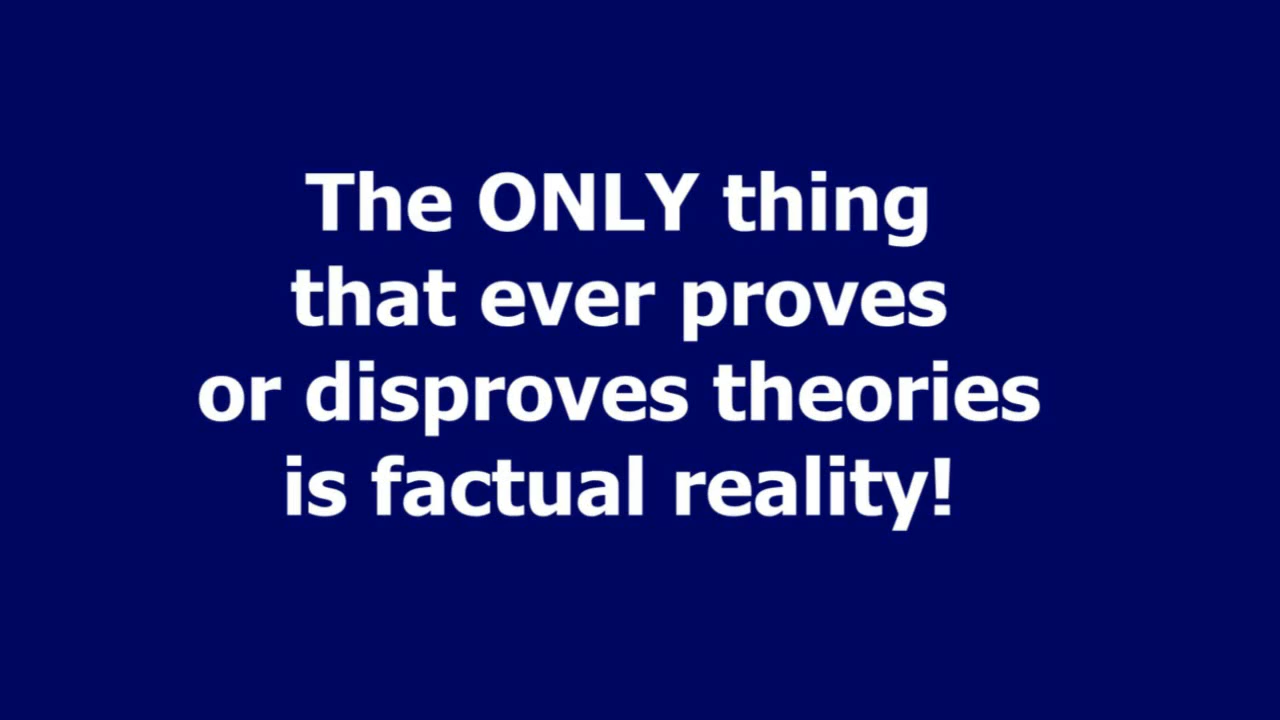 The ONLY thing
that ever proves
or disproves theories
is factual reality!